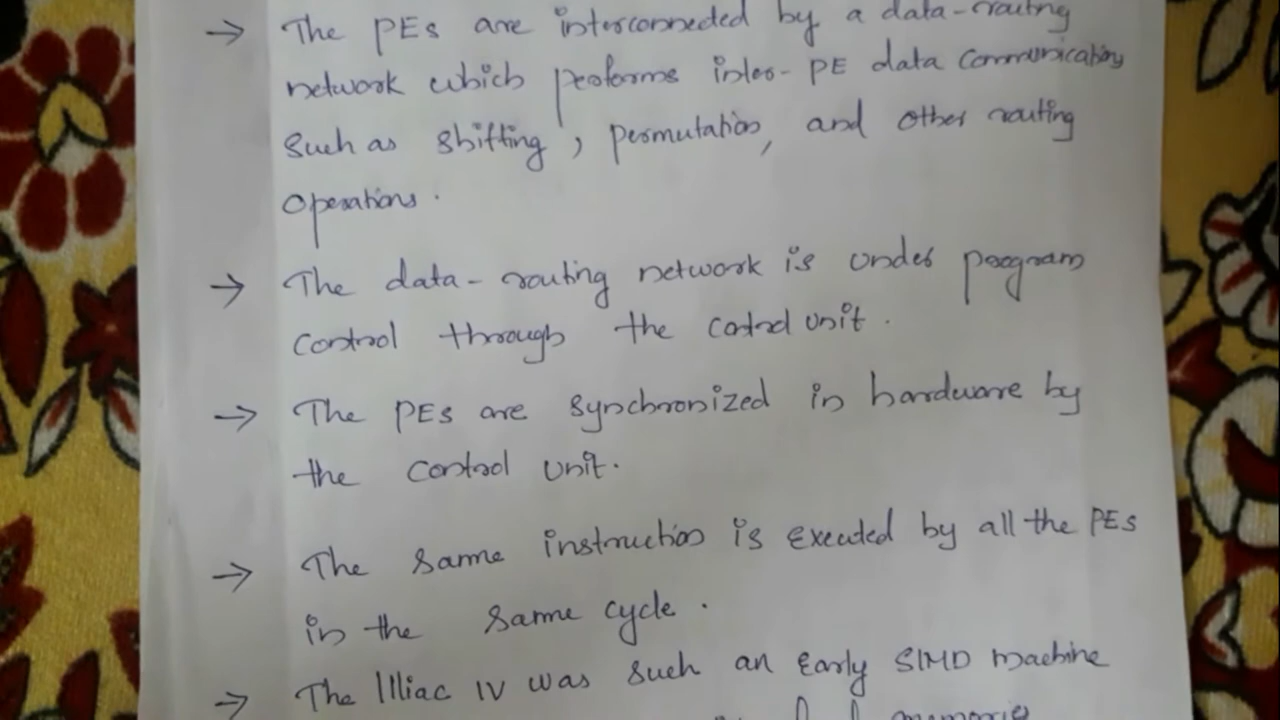 → The PEs are interconneded by a data-routing
network which performs inter-PE data communication
Such as shifting, permutation, and other routing
operations.
→ The data-routing network is under program
control through the control unit.
→ The PEs are synchronized in hardware by
the control unit.
→ The same instruction is executed by all the PEs
in the same cycle.
→ The Illiac IV was such an early SIMD machine
memories